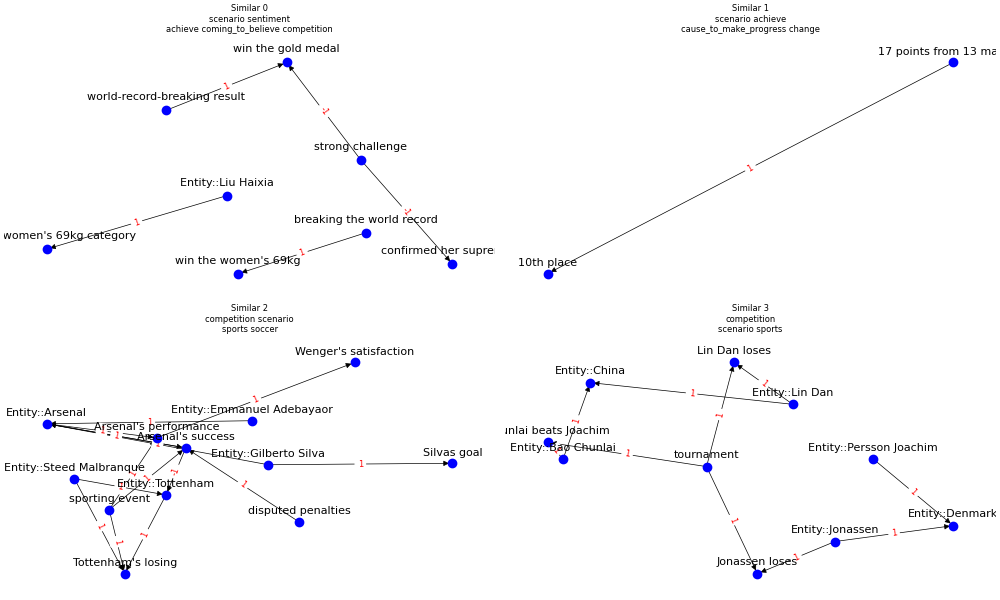 Similar 0
scenario sentiment
achieve coming_to_believe competition
win the gold medal
world-record-breaking result
1
1
strong challenge
Entity::Liu Haixia
1
1
breaking the world record
women's 69kg category
1
win the women's 69kg
confirmed her supre
Similar 1
scenario achieve
cause_to_make_progress change
17 points from 13 ma
1
10th place
Similar 2
competition scenario
sports soccer
Wenger's satisfaction
1
Entity::Arsenal
Entity::Emmanuel Adebayaor
1
Arsenal's performance
1
1
1
Arsenal's success
Entity::Gilberto Silva
1
Silvas goal
Entity::Steed Malbranque
1
1
1
1
Entity::Tottenham
1
sporting event
disputed penalties
1
1
1
Tottenham's losing
Similar 3
competition
scenario sports
Lin Dan loses
Entity::China
1
1
Entity::Lin Dan
1
1
unlai beats Joachim
Entity::Bao Chunlai
1
tournament
Entity::Persson Joachim
1
Entity::Denmark
1
Entity::Jonassen
1
Jonassen loses
1